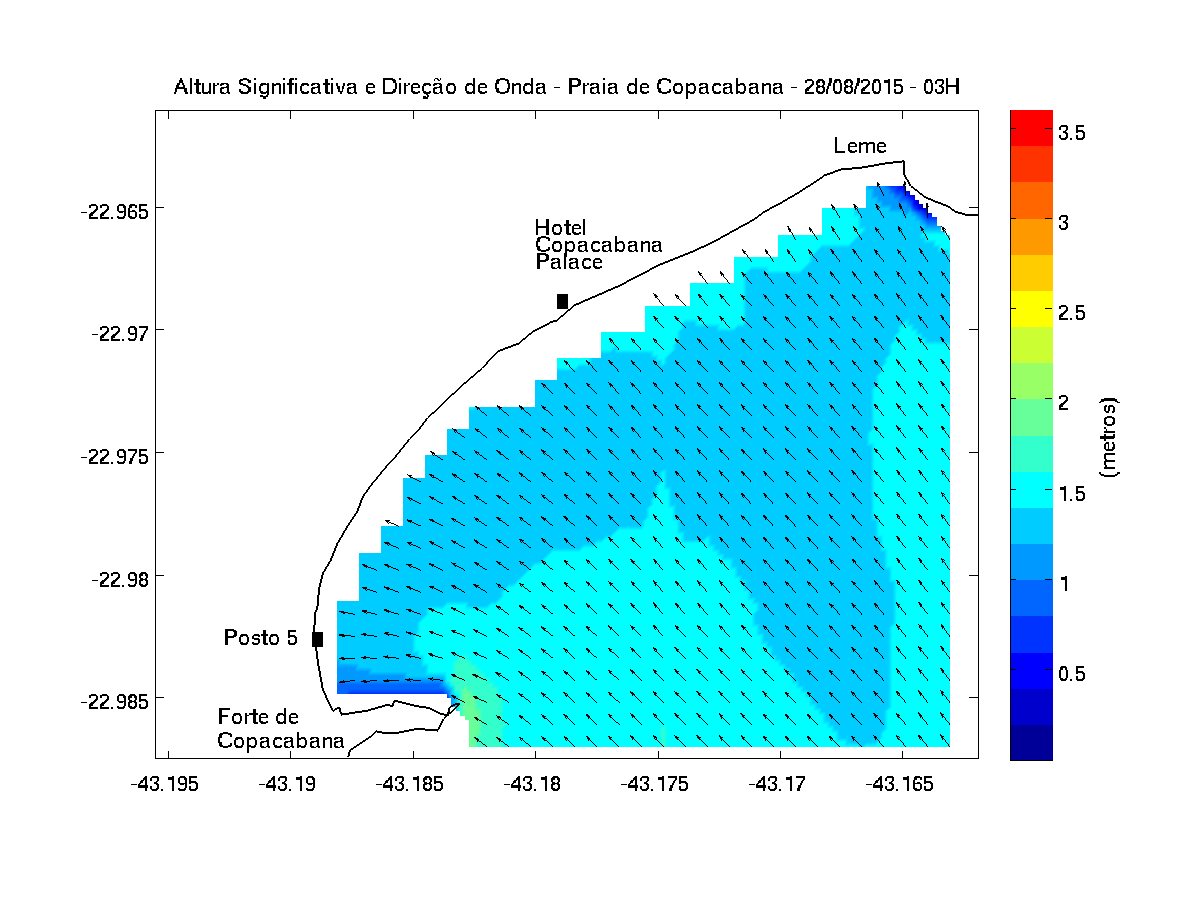 Altura Significativa e Direção de Onda - Praia de Copacabana - 28/08/2015 - 03H
Leme
Hotel
Copacabana
Palace
Posto 5
Forte de
Copacabana
-22.965
-22.97
-22.975
-22.98
-22.985
-43.195
-43.19
-43.185
-43.18
-43.175
-43.17
-43.165
3.5
3
2.5
2
1.5
1
0.5
(metros)